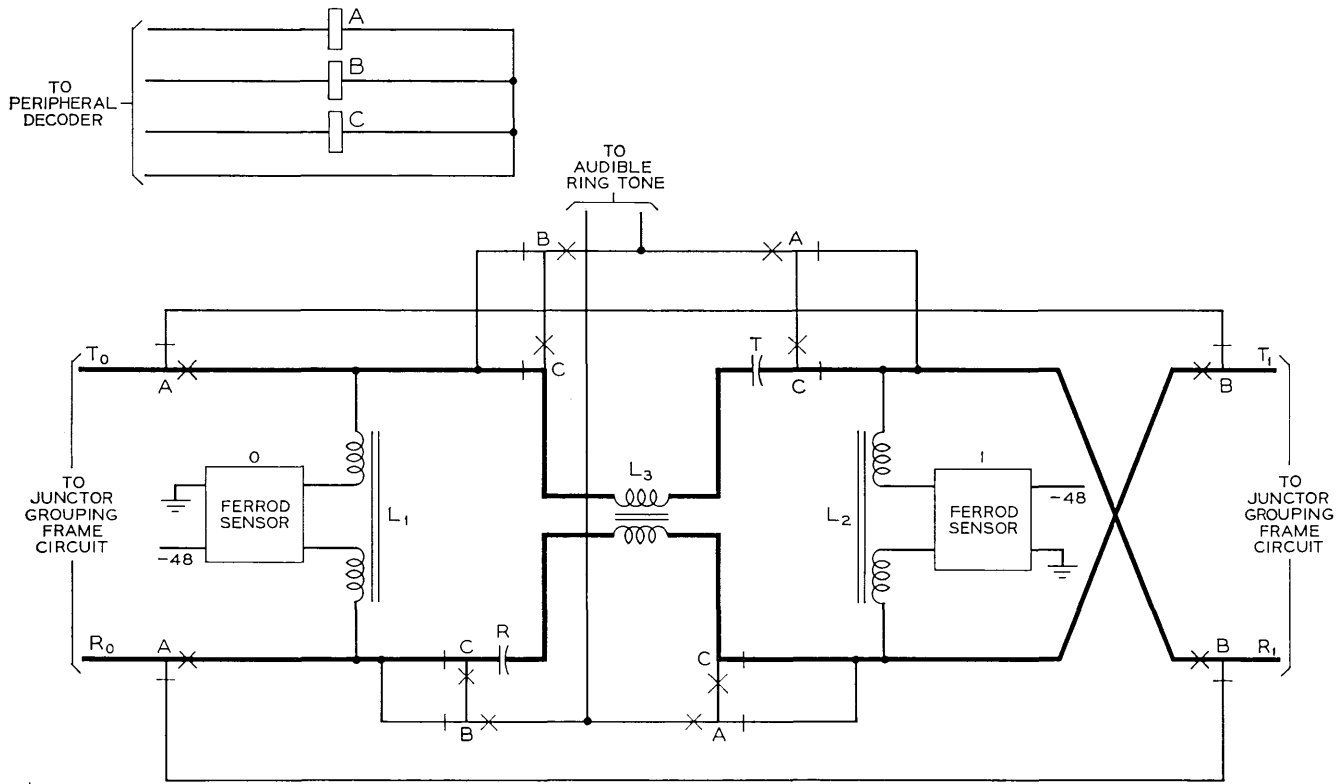 A
B
C
TO
PERIPHERAL
DECODER
TO
AUDIBLE
RING TONE
B
A
T0
A
C
T
C
B
T1
0
FERROD
SENSOR
-48
L1
L3
L2
1
FERROD
SENSOR
-48
TO
JUNCTOR
GROUPING
FRAME
CIRCUIT
TO
JUNCTOR
GROUPING
FRAME
CIRCUIT
R0
A
C
R
C
B
R1
B
A